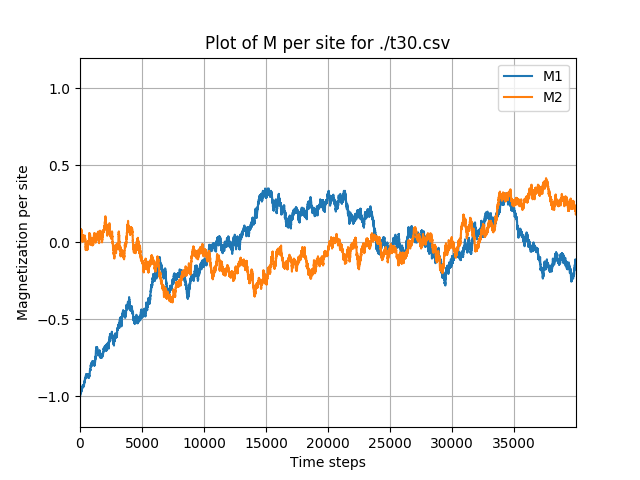 Plot of M per site for ./t30.csv
M1
M2
Magnetization per site
1.0
0.5
0.0
−0.5
−1.0
0 5000 10000 15000 20000 25000 30000 35000
Time steps